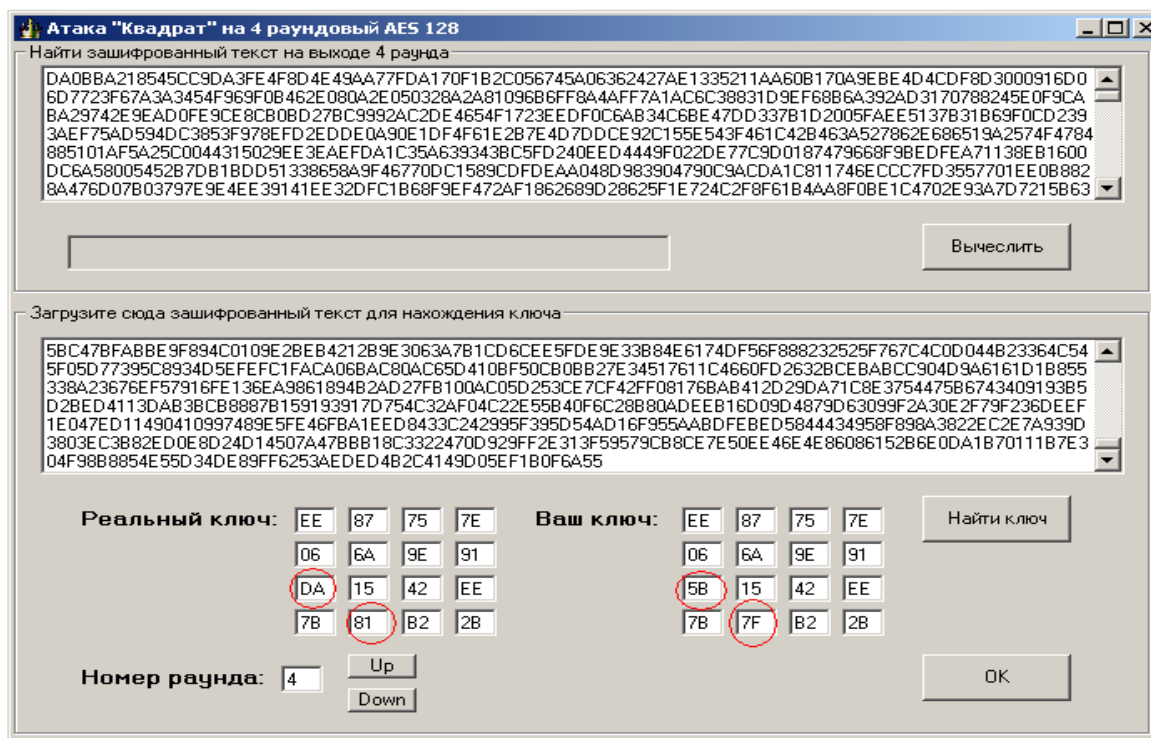 Атака "Квадрат" на 4 раундовый AES 128
Найти зашифрованный текст на выходе 4 раунда
DA0BBA218545CC9DA3FE4F8D4E49AA77FDA170F1B2C056745A06362427AE1335211AA60B170A9EBE4D4CDF8D3000916D0
6D7723F67A3A3454F969F0B462E080A2E050328A2A81096B6FF8A4AFF7A1AC6C38831D9EF68B6A392AD3170788245E0F9CA
BA29742E9EAD0FE9CE8CB0BD27BC9992AC2DE4654F1723EEDF0C6AB34C6BE47DD337B1D2005FAEE5137B31B69F0CD239
3AEF75AD594DC3853F978EFD2EDDE0A90E1DF4F61E2B7E4D7DDCE92C155E543F461C42B463A527862E686519A2574F4784
885101AF5A25C0044315029EE3EAEFDA1C35A639343BC5FD240EED4449F022DE77C9D0187479668F9BEDFEA71138EB1600
DC6A58005452B7DB1BDD51338658A9F46770DC1589CDFDEAA048D983904790C9ACDA1C811746ECCC7FD3557701EE0B882
8A476D07B03797E9E4EE39141EE32DFC1B68F9EF472AF1862689D28625F1E724C2F8F61B4AA8F0BE1C4702E93A7D7215B63
Вычеслить
Загрузите сюда зашифрованный текст для нахождения ключа
5BC47BFABBE9F894C0109E2BEB4212B9E3063A7B1CD6CEE5FDE9E33B84E6174DF56F888232525F767C4C0D044B23364C54
5F05D77395C8934D5EFEFC1FACA06BAC80AC65D410BF50CB0BB27E34517611C4660FD2632BCEBABCC904D9A6161D1B855
338A23676EF57916FE136EA9861894B2AD27FB100AC05D253CE7CF42FF08176BAB412D29DA71C8E3754475B6743409193B5
D2BED4113DAB3BCB8887B159193917D754C32AF04C22E55B40F6C28B80ADEEB16D09D4879D63099F2A30E2F79F236DEEF
1E047ED11490410997489E5FE46FBA1EED8433C242995F395D54AD16F955AABDFEBED5844434958F898A3822EC2E7A939D
3803EC3B82ED0E8D24D14507A47BBB18C3322470D929FF2E313F59579CB8CE7E50EE46E4E86086152B6E0DA1B70111B7E3
04F98B8854E55D34DE89FF6253AEDED4B2C4149D05EF1B0F6A55
Реальный ключ: EE 87 75 7E Ваш ключ: EE 87 75 7E Найти ключ
06 6A 9E 91 06 6A 9E 91
DA 15 42 EE 5B 15 42 EE
7B 81 B2 2B 7B 7F B2 2B
Номер раунда: 4 Up OK
Down